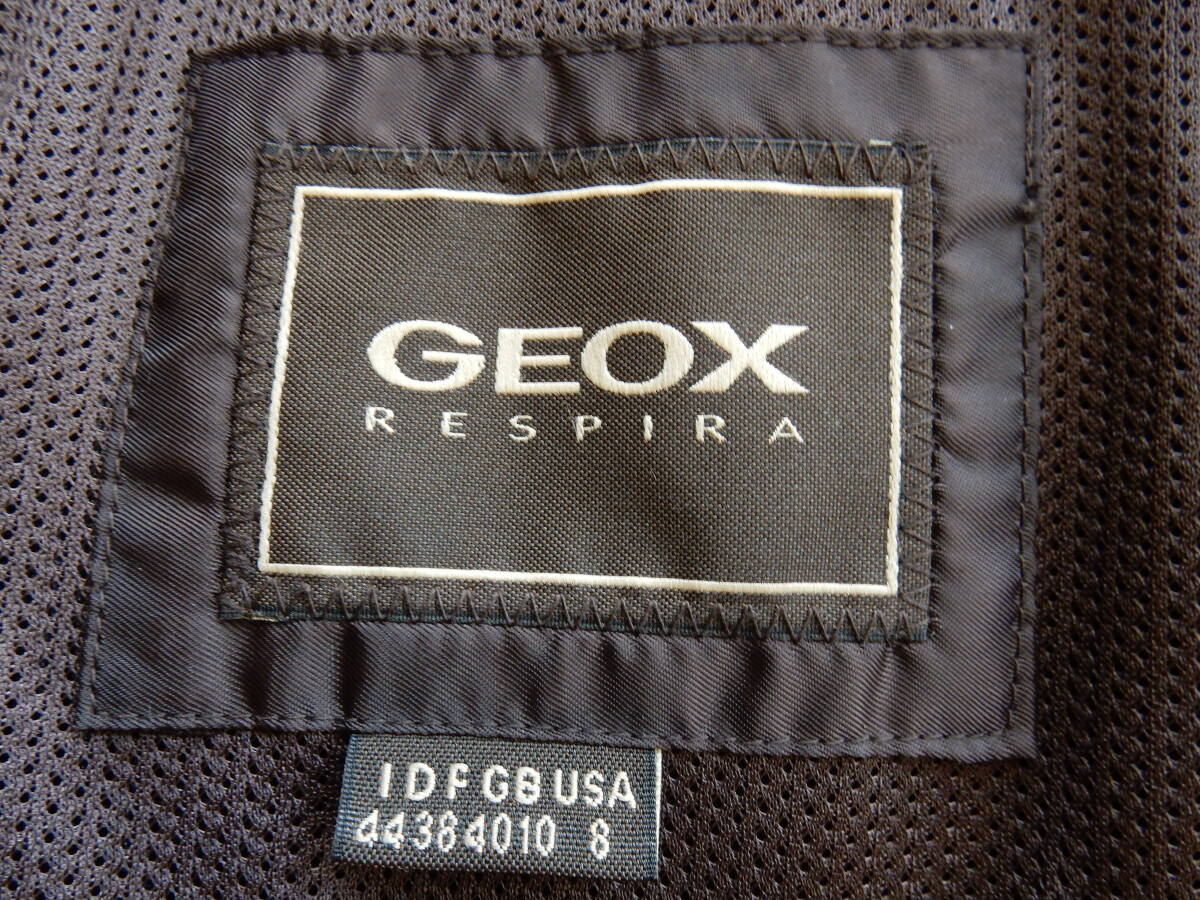 GEOX
RESPIRA
I D F GB USA
44 38 40 10 8